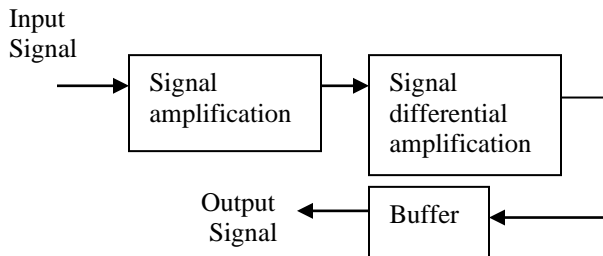 Input
Signal
Signal
amplification
Signal
differential
amplification
Output
Signal
Buffer